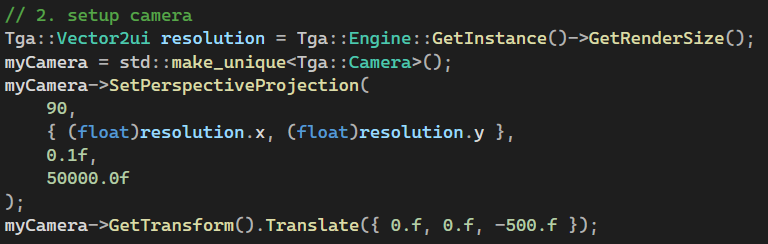 // 2. setup camera
Tga::Vector2ui resolution = Tga::Engine::GetInstance()->GetRenderSize();
myCamera = std::make_unique<Tga::Camera>();
myCamera->SetPerspectiveProjection(
    90,
    { (float)resolution.x, (float)resolution.y },
    0.1f,
    50000.0f
);
myCamera->GetTransform().Translate({ 0.f, 0.f, -500.f });